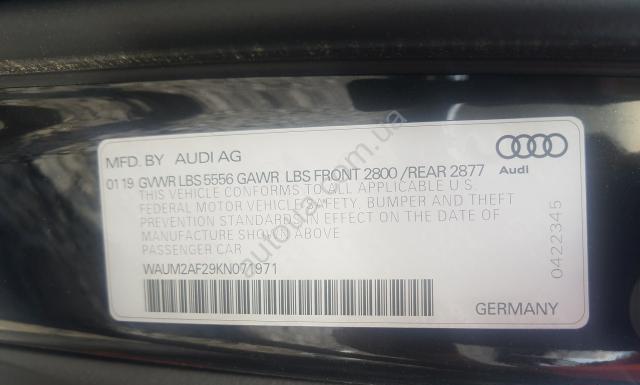 MFD. BY AUDI AG
01 19 GVWR LBS 5556 GAWR LBS FRONT 2800 /REAR 2877
THIS VEHICLE CONFORMS TO ALL APPLICABLE U.S.
FEDERAL MOTOR VEHICLE SAFETY, BUMPER AND THEFT
PREVENTION STANDARDS IN EFFECT ON THE DATE OF
MANUFACTURE SHOWN ABOVE
PASSENGER CAR
WAUM2AF29KN071971
Audi
0422345
GERMANY